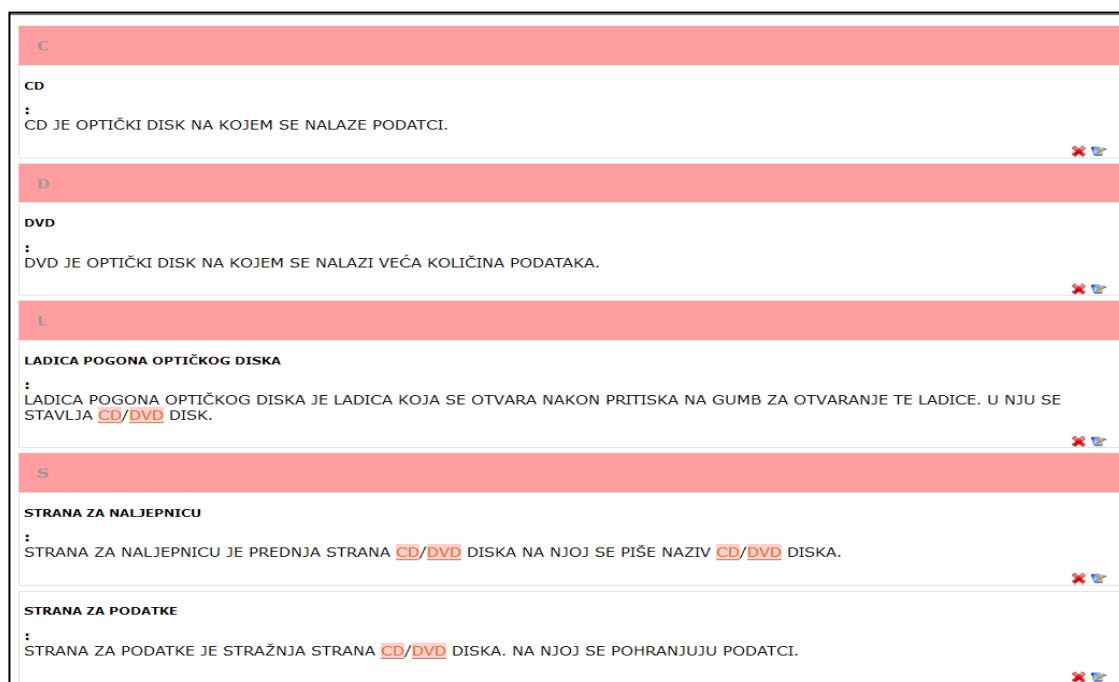 C
CD
:
CD JE OPTIČKI DISK NA KOJEM SE NALAZE PODATCI.
D
DVD
:
DVD JE OPTIČKI DISK NA KOJEM SE NALAZI VEĆA KOLIČINA PODATAKA.
L
LADICA POGONA OPTIČKOG DISKA
:
LADICA POGONA OPTIČKOG DISKA JE LADICA KOJA SE OTVARA NAKON PRITISKA NA GUMB ZA OTVARANJE TE LADICE. U NJU SE
STAVLJA CD/DVD DISK.
S
STRANA ZA NALJEPNICU
:
STRANA ZA NALJEPNICU JE PREDNJA STRANA CD/DVD DISKA NA NJOJ SE PIŠE NAZIV CD/DVD DISKA.
STRANA ZA PODATKE
:
STRANA ZA PODATKE JE STRAŽNJA STRANA CD/DVD DISKA. NA NJOJ SE POHRANJUJU PODATCI.